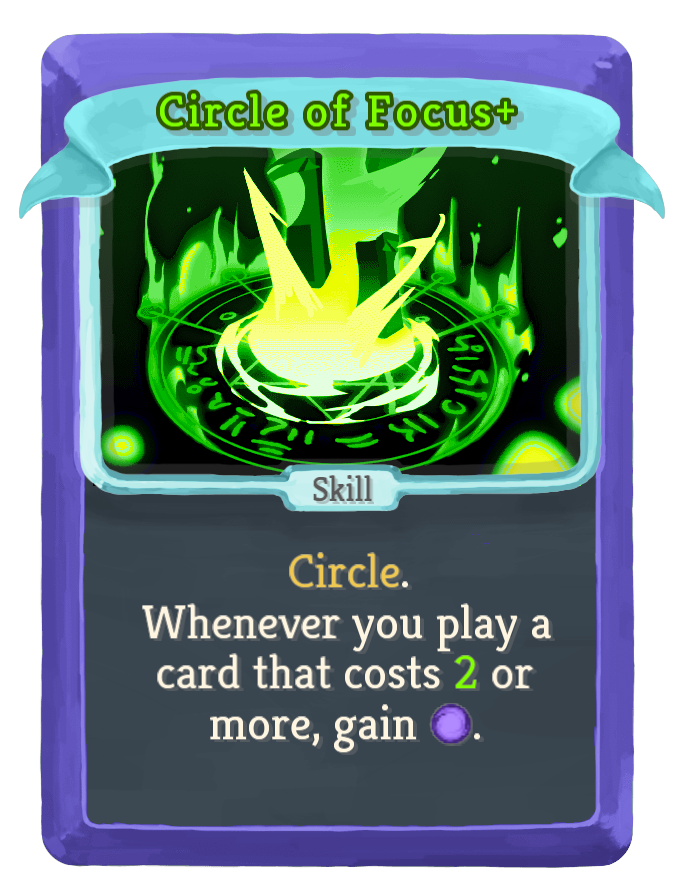 Circle of Focus+
Skill
Circle.
Whenever you play a
card that costs 2 or
more, gain .